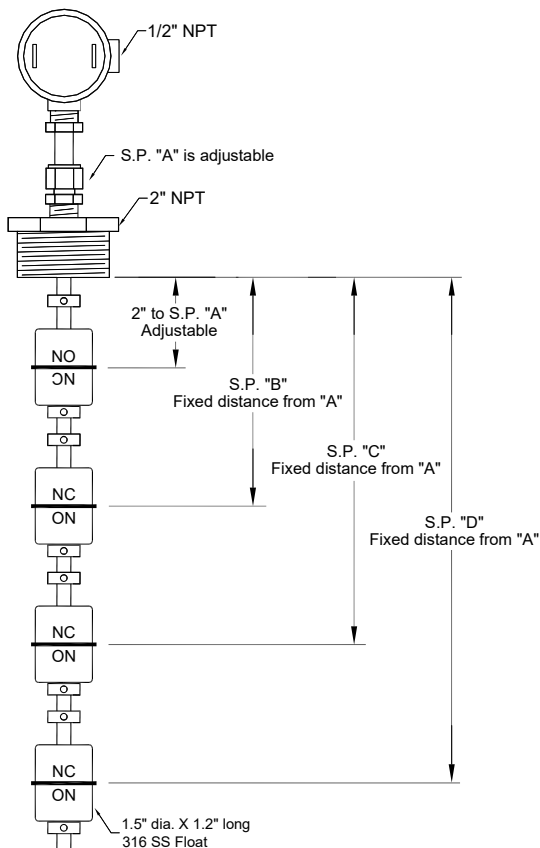 1/2" NPT
S.P. "A" is adjustable
2" NPT
2" to S.P. "A"
Adjustable
NO
NC
S.P. "B"
Fixed distance from "A"
S.P. "C"
Fixed distance from "A"
NC
ON
S.P. "D"
Fixed distance from "A"
NC
ON
NC
ON
1.5" dia. X 1.2" long
316 SS Float